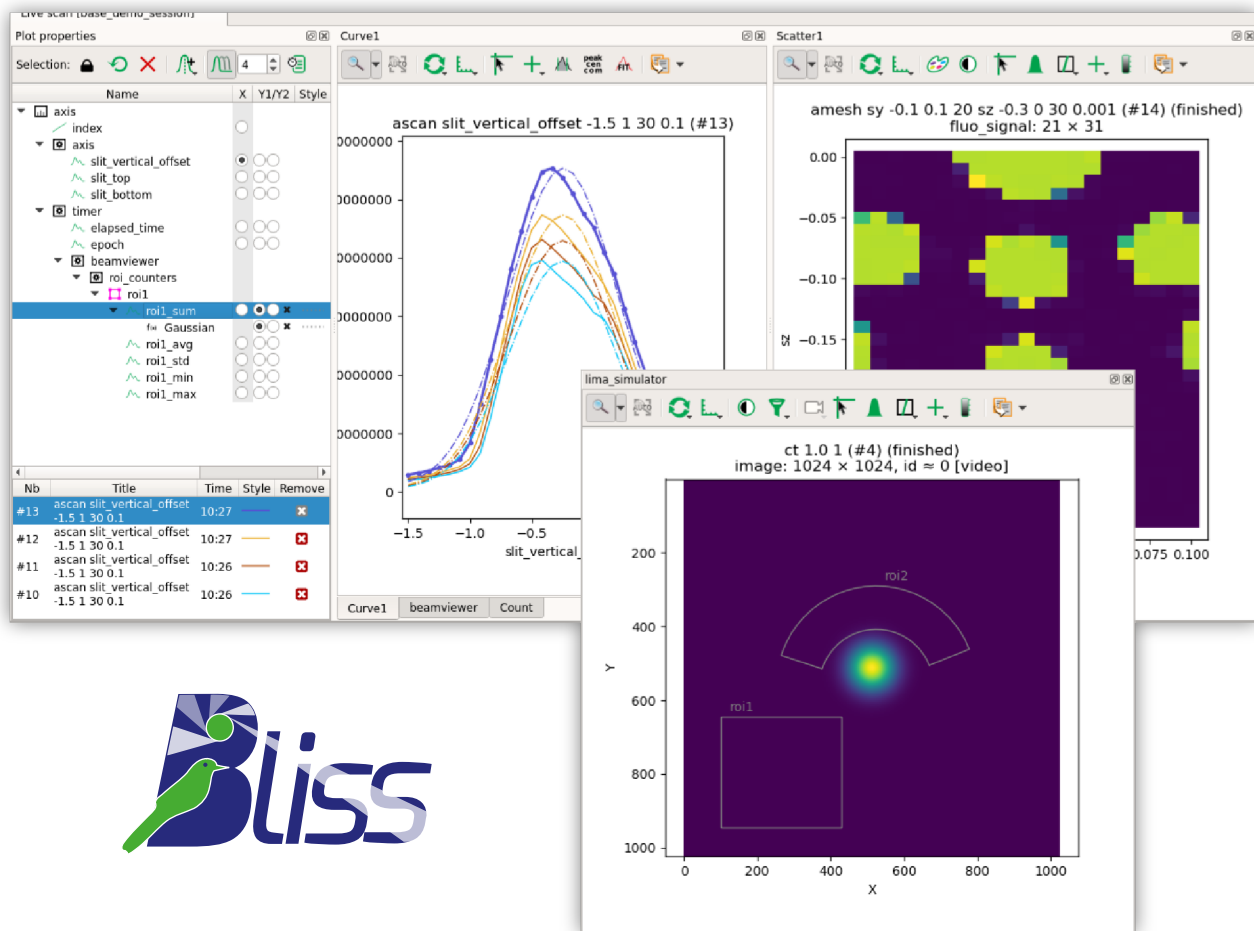 Live scan [base_demo_session]
Plot properties
Selection:
4
Name X Y1/Y2 Style
axis
index
axis
slit_vertical_offset
slit_top
slit_bottom
timer
elapsed_time
epoch
beamviewer
roi_counters
roi1
roi1_sum
Gaussian
roi1_avg
roi1_std
roi1_min
roi1_max
Nb Title Time Style Remove
#13 ascan slit_vertical_offset
-1.5 1 30 0.1 10:27
#12 ascan slit_vertical_offset
-1.5 1 30 0.1 10:27
#11 ascan slit_vertical_offset
-1.5 1 30 0.1 10:26
#10 ascan slit_vertical_offset
-1.5 1 30 0.1 10:26
Curve1
peak
cen
com
FIT
ascan slit_vertical_offset -1.5 1 30 0.1 (#13)
0000000
0000000
0000000
0000000
0000000
0000000
0
−1.5 −1.0 −0.5
slit_vertical_
Curve1 beamviewer Count
Scatter1
amesh sy -0.1 0.1 20 sz -0.3 0 30 0.001 (#14) (finished)
fluo_signal: 21 × 31
0.00
−0.05
−0.10
−0.15
sz
0.075 0.100
lima_simulator
ct 1.0 1 (#4) (finished)
image: 1024 × 1024, id ≈ 0 [video]
roi2
roi1
200
400
600
800
1000
Y
0 200 400 600 800 1000
X
Bliss